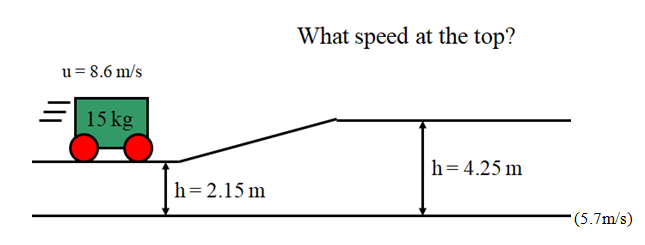 What speed at the top?
u = 8.6 m/s
15 kg
h = 4.25 m
h = 2.15 m
(5.7m/s)